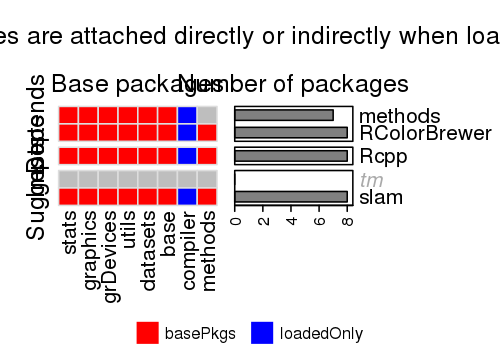 es are attached directly or indirectly when loa
Base packages
Number of packages
Depends
Imports
Suggests
methods
RColorBrewer
Rcpp
tm
slam
stats
graphics
grDevices
utils
datasets
base
compiler
methods
0
2
4
6
8
basePkgs
loadedOnly